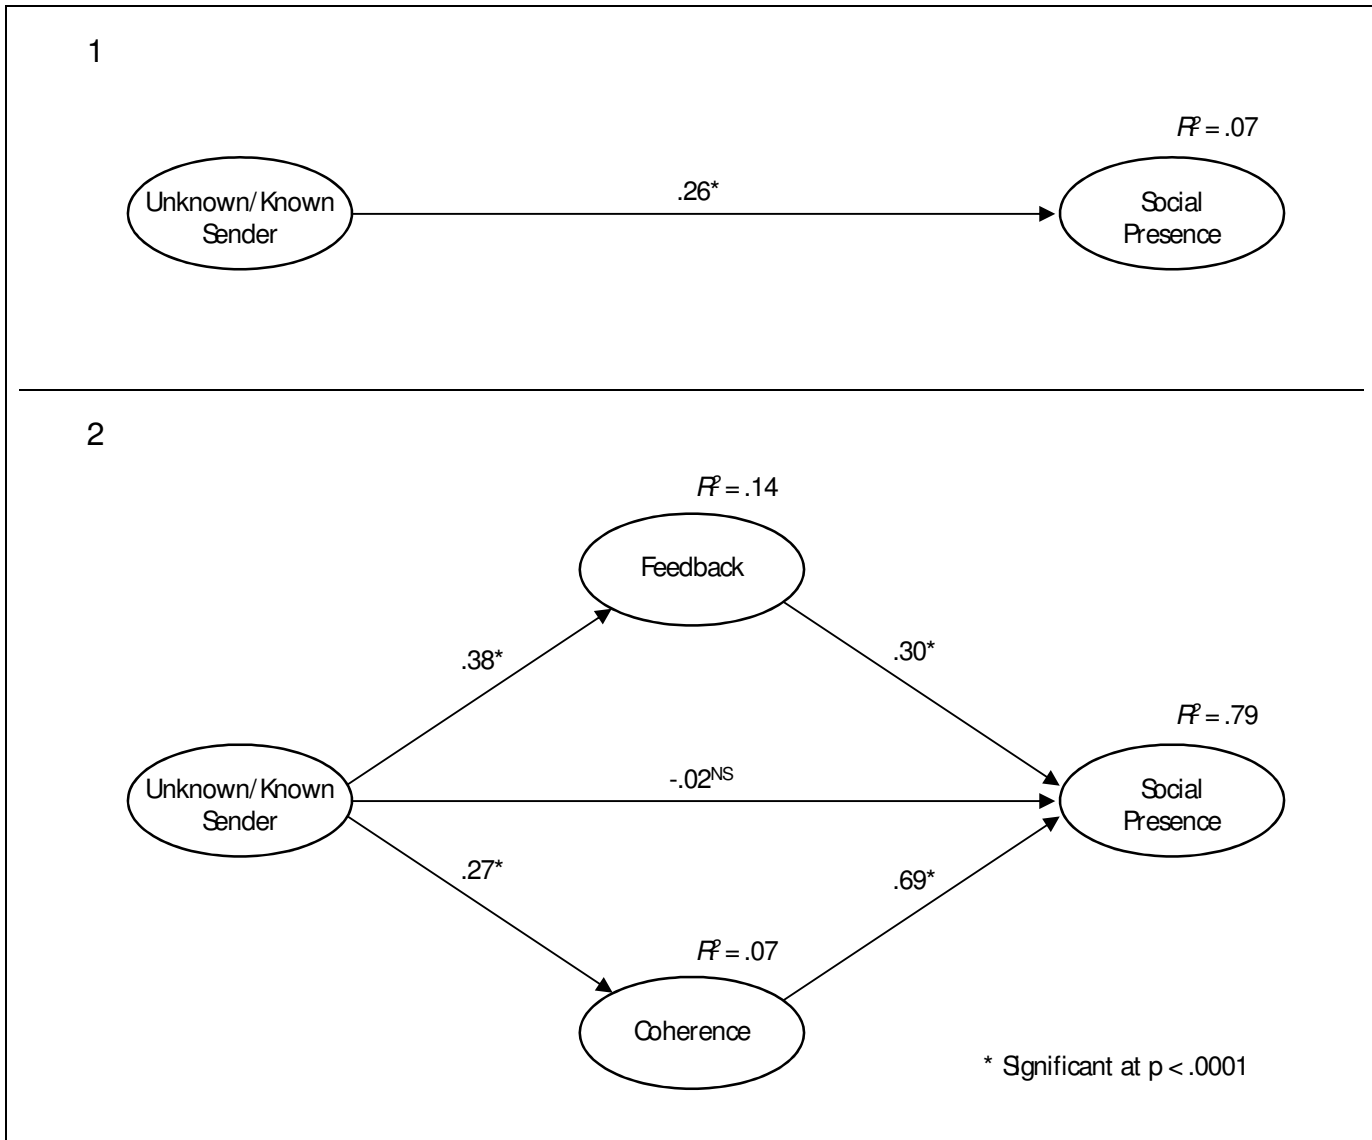 1
R² = .07
Unknown/Known
Sender
.26*
Social
Presence
2
R² = .14
Feedback
.38*
.30*
R² = .79
Unknown/Known
Sender
-.02ᴺˢ
Social
Presence
.27*
.69*
R² = .07
Coherence
* Significant at p < .0001